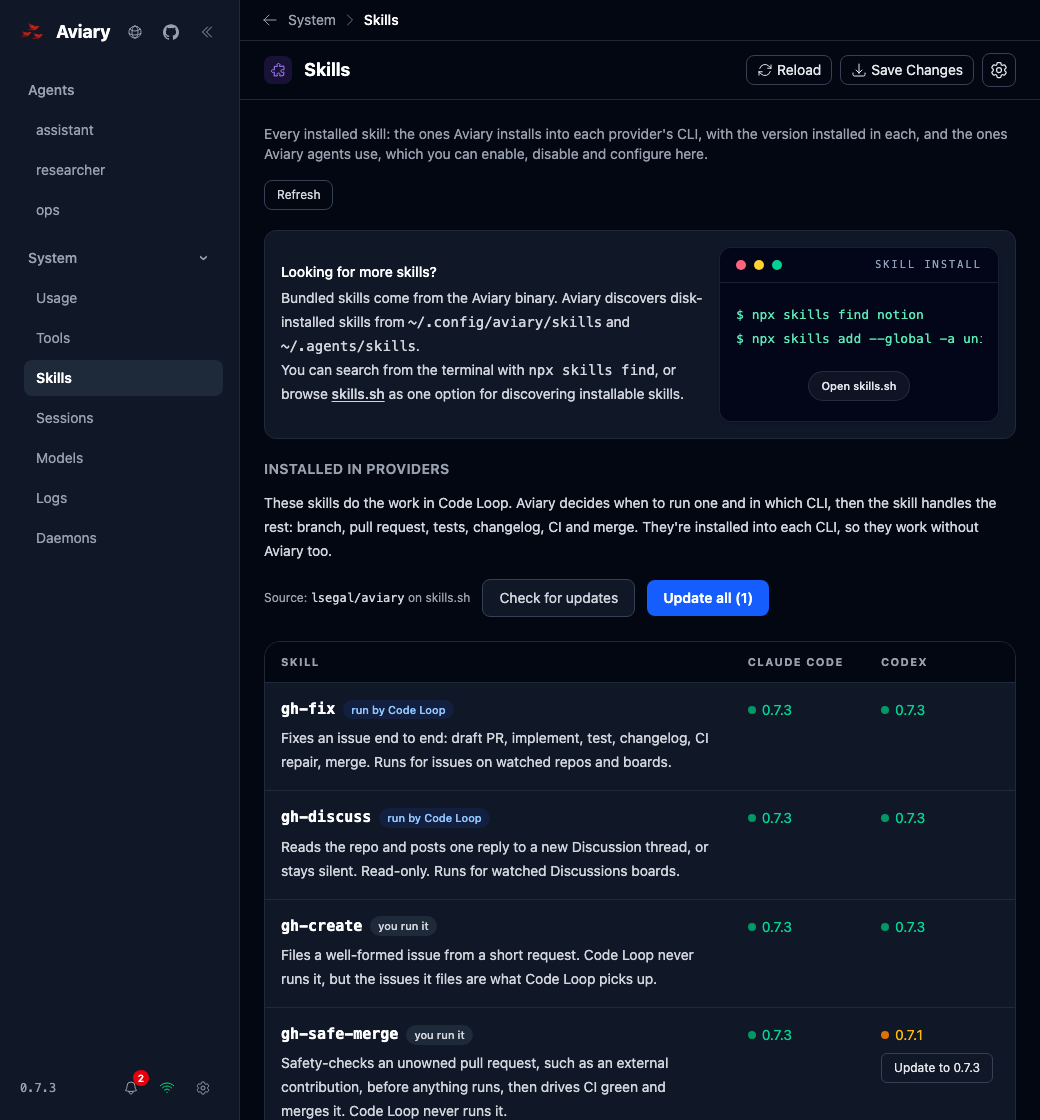 Aviary
System
Skills
Skills
Reload
Save Changes
Agents
assistant
researcher
ops
System
Usage
Tools
Skills
Sessions
Models
Logs
Daemons
0.7.3
2
Every installed skill: the ones Aviary installs into each provider's CLI, with the version installed in each, and the ones
Aviary agents use, which you can enable, disable and configure here.
Refresh
Looking for more skills?
Bundled skills come from the Aviary binary. Aviary discovers disk-
installed skills from ~/.config/aviary/skills and
~/.agents/skills.
You can search from the terminal with npx skills find, or
browse skills.sh as one option for discovering installable skills.
SKILL INSTALL
$ npx skills find notion
$ npx skills add --global -a uni
Open skills.sh
INSTALLED IN PROVIDERS
These skills do the work in Code Loop. Aviary decides when to run one and in which CLI, then the skill handles the
rest: branch, pull request, tests, changelog, CI and merge. They're installed into each CLI, so they work without
Aviary too.
Source: lsegal/aviary on skills.sh
Check for updates
Update all (1)
SKILL CLAUDE CODE CODEX
gh-fix run by Code Loop 0.7.3 0.7.3
Fixes an issue end to end: draft PR, implement, test, changelog, CI
repair, merge. Runs for issues on watched repos and boards.
gh-discuss run by Code Loop 0.7.3 0.7.3
Reads the repo and posts one reply to a new Discussion thread, or
stays silent. Read-only. Runs for watched Discussions boards.
gh-create you run it 0.7.3 0.7.3
Files a well-formed issue from a short request. Code Loop never
runs it, but the issues it files are what Code Loop picks up.
gh-safe-merge you run it 0.7.3 0.7.1
Update to 0.7.3
Safety-checks an unowned pull request, such as an external
contribution, before anything runs, then drives CI green and
merges it. Code Loop never runs it.